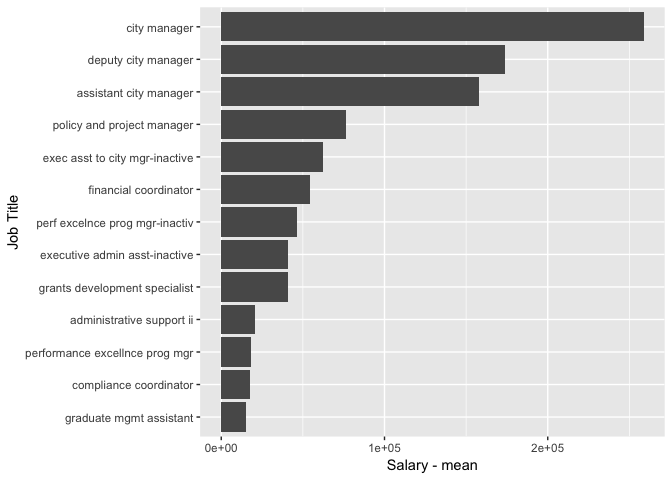 city manager
deputy city manager
assistant city manager
policy and project manager
exec asst to city mgr-inactive
financial coordinator
perf excelnce prog mgr-inactiv
executive admin asst-inactive
grants development specialist
administrative support ii
performance excellnce prog mgr
compliance coordinator
graduate mgmt assistant
Job Title
0e+00 1e+05 2e+05
Salary - mean